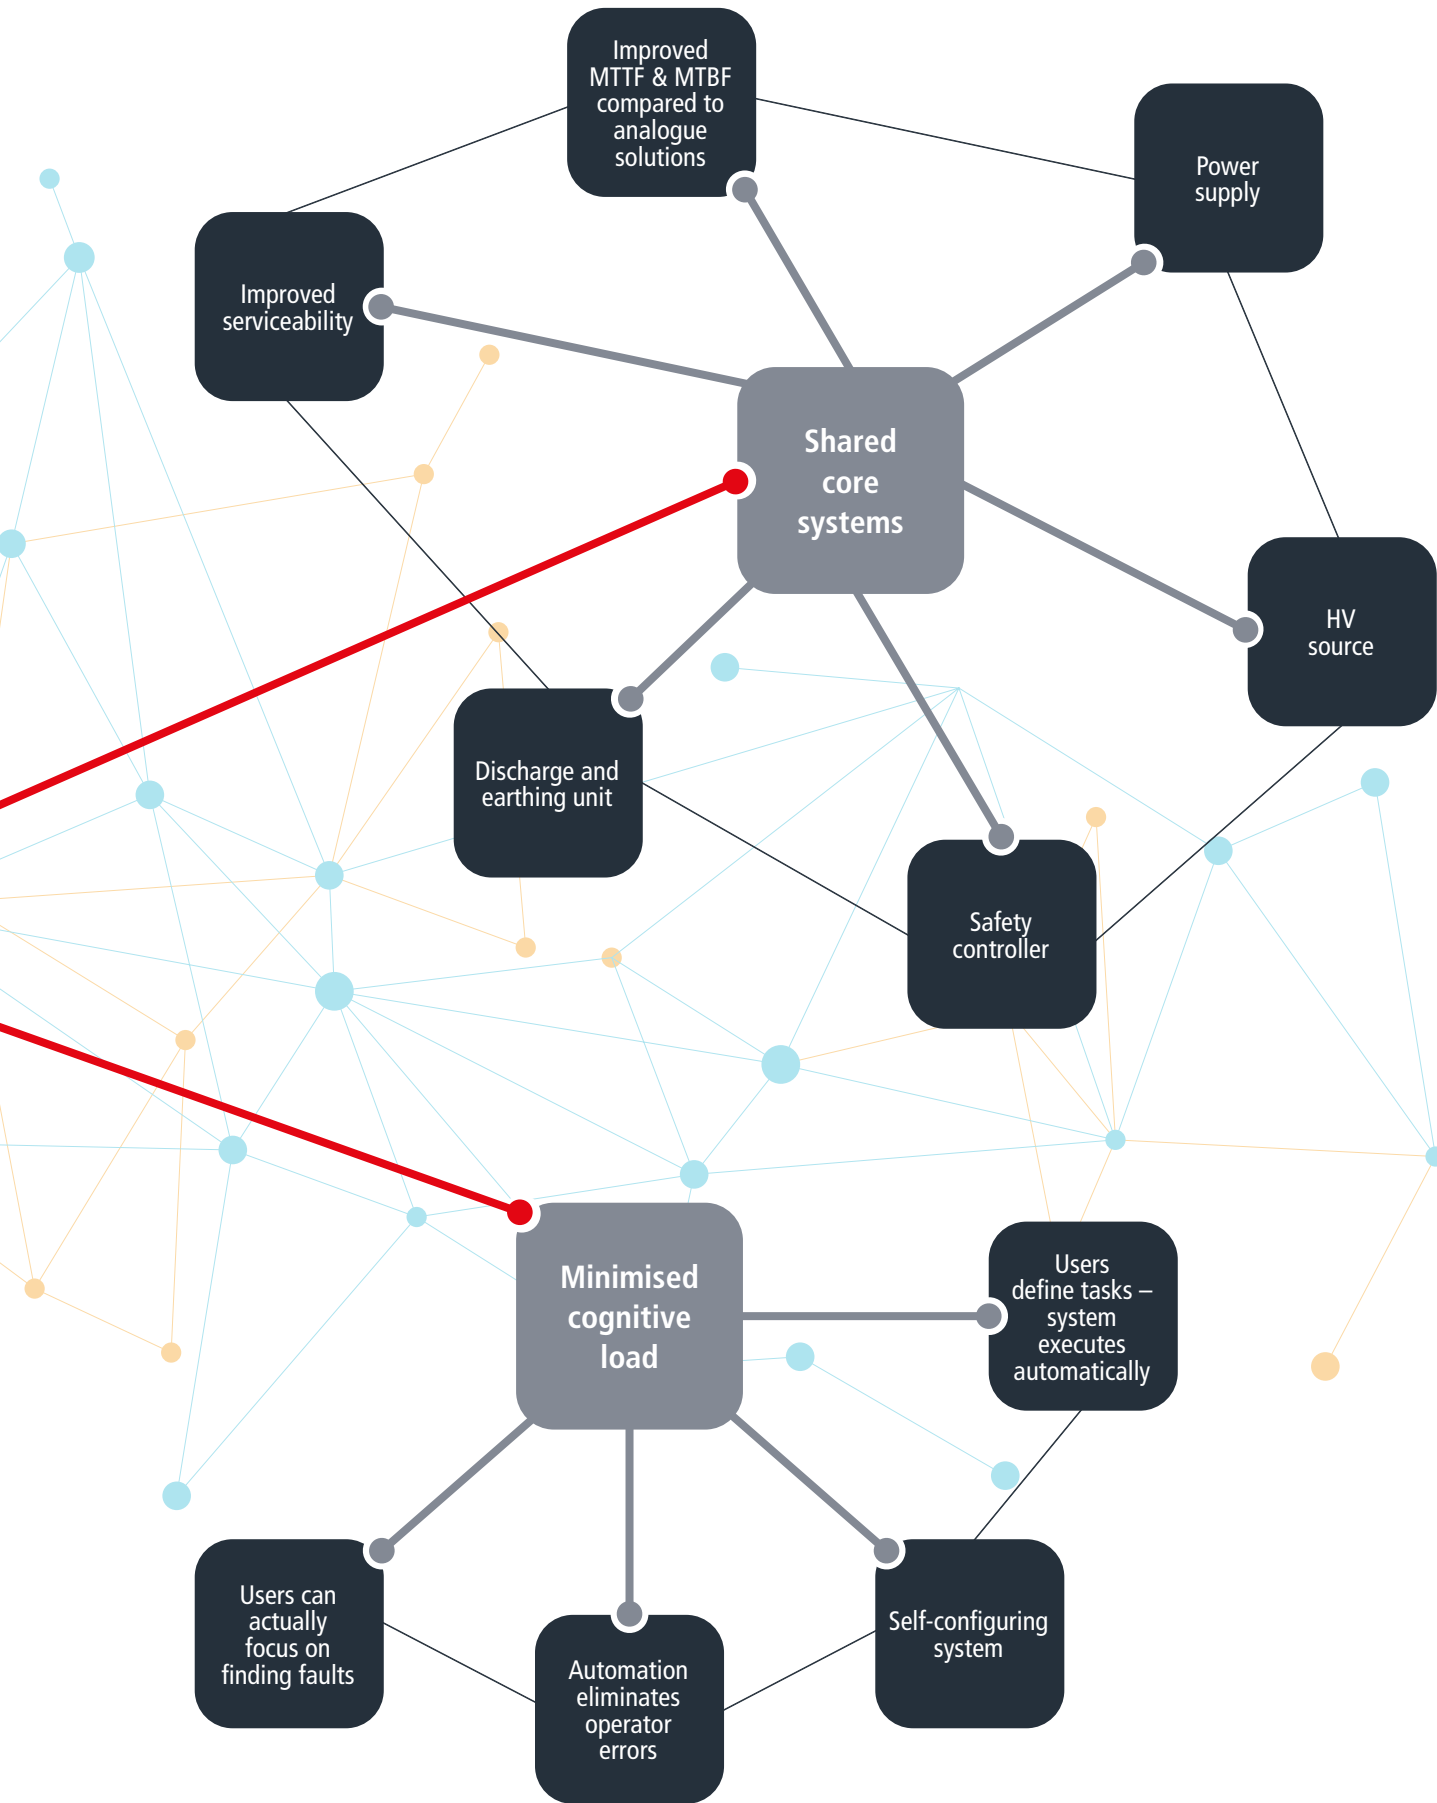 Improved
MTTF & MTBF
compared to
analogue
solutions
Power
supply
Improved
serviceability
Shared
core
systems
HV
source
Discharge and
earthing unit
Safety
controller
Minimised
cognitive
load
Users
define tasks –
system
executes
automatically
Users can
actually
focus on
finding faults
Automation
eliminates
operator
errors
Self-configuring
system